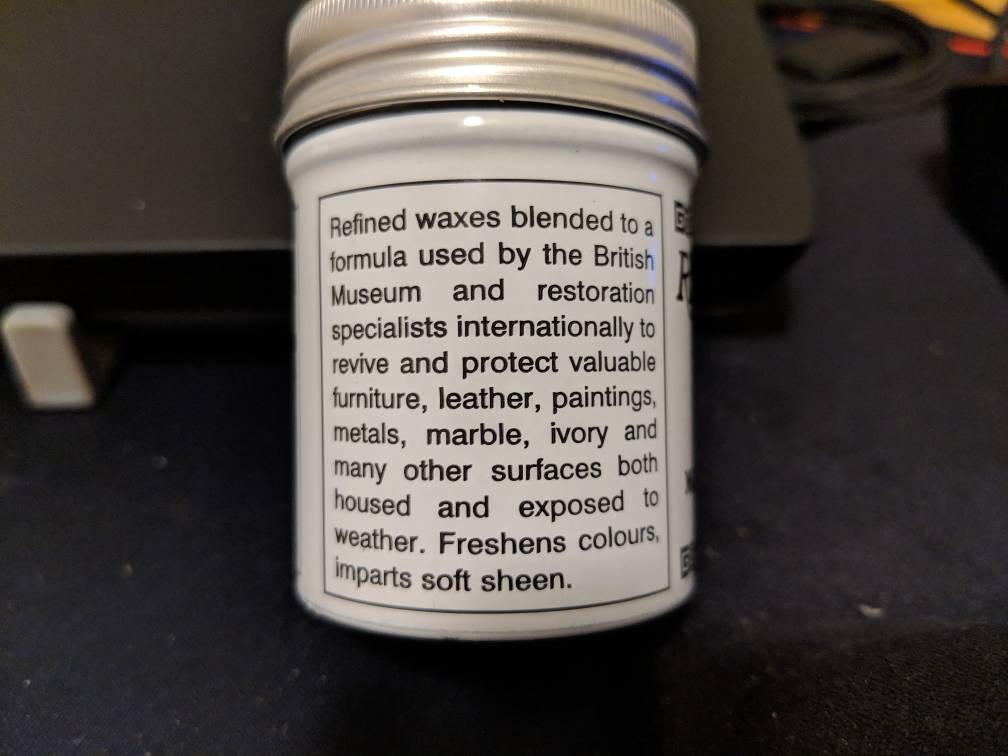 Refined waxes blended to a
formula used by the British
Museum and restoration
specialists internationally to
revive and protect valuable
furniture, leather, paintings,
metals, marble, ivory and
many other surfaces both
housed and exposed to
weather. Freshens colours,
imparts soft sheen.